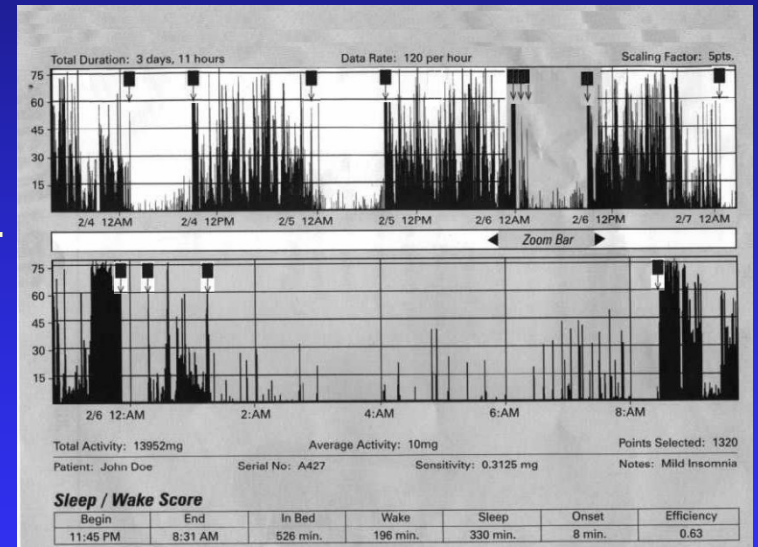 Total Duration: 3 days, 11 hours Data Rate: 120 per hour Scaling Factor: 5pts.
75
60
45
30
15
2/4 12AM 2/4 12PM 2/5 12AM 2/5 12PM 2/6 12AM 2/6 12PM 2/7 12AM
Zoom Bar
75
60
45
30
15
2/6 12:AM 2:AM 4:AM 6:AM 8:AM
Total Activity: 13952mg Average Activity: 10mg Points Selected: 1320
Patient: John Doe Serial No: A427 Sensitivity: 0.3125 mg Notes: Mild Insomnia
Sleep / Wake Score
Begin End In Bed Wake Sleep Onset Efficiency
11:45 PM 8:31 AM 526 min. 196 min. 330 min. 8 min. 0.63